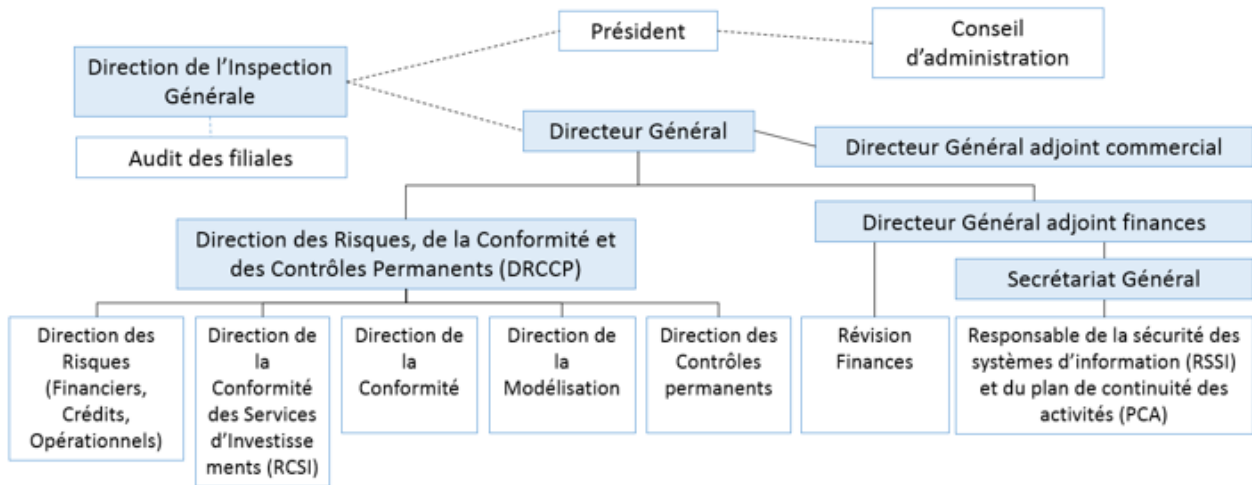 Président
Conseil
d'administration
Direction de l'Inspection
Générale
Audit des filiales
Directeur Général
Directeur Général adjoint commercial
Direction des Risques, de la Conformité et
des Contrôles Permanents (DRCCP)
Directeur Général adjoint finances
Secrétariat Général
Direction des
Risques
(Financiers,
Crédits,
Opérationnels)
Direction de
la
Conformité
des Services
d'Investisse
ments (RCSI)
Direction de
la
Conformité
Direction de
la
Modélisation
Direction des
Contrôles
permanents
Révision
Finances
Responsable de la sécurité des
systèmes d'information (RSSI)
et du plan de continuité des
activités (PCA)